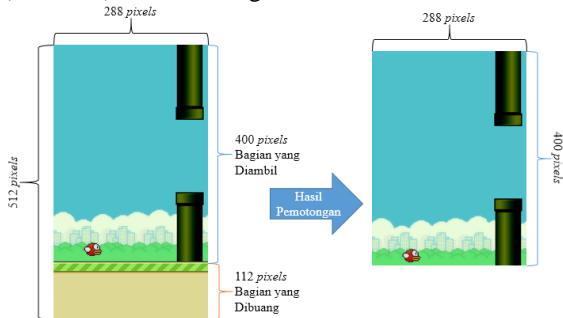 288 pixels
288 pixels
512 pixels
400 pixels
Bagian yang
Diambil
Hasil
Pemotongan
400 pixels
112 pixels
Bagian yang
Dibuang